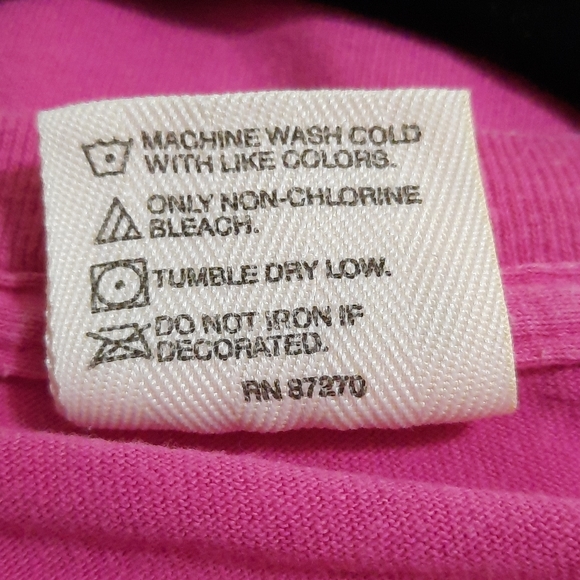 MACHINE WASH COLD
WITH LIKE COLORS.
ONLY NON-CHLORINE
BLEACH.
TUMBLE DRY LOW.
DO NOT IRON IF
DECORATED.
RN 87270